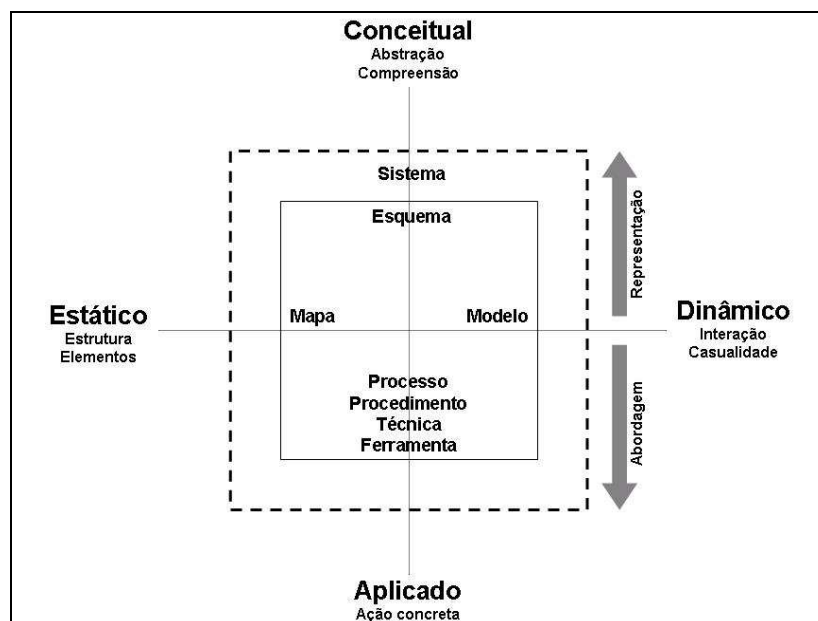 Conceitual
Abstração
Compreensão
Sistema
Esquema
Representação
Estático
Estrutura
Elementos
Mapa
Modelo
Dinâmico
Interação
Casualidade
Processo
Procedimento
Técnica
Ferramenta
Abordagem
Aplicado
Ação concreta